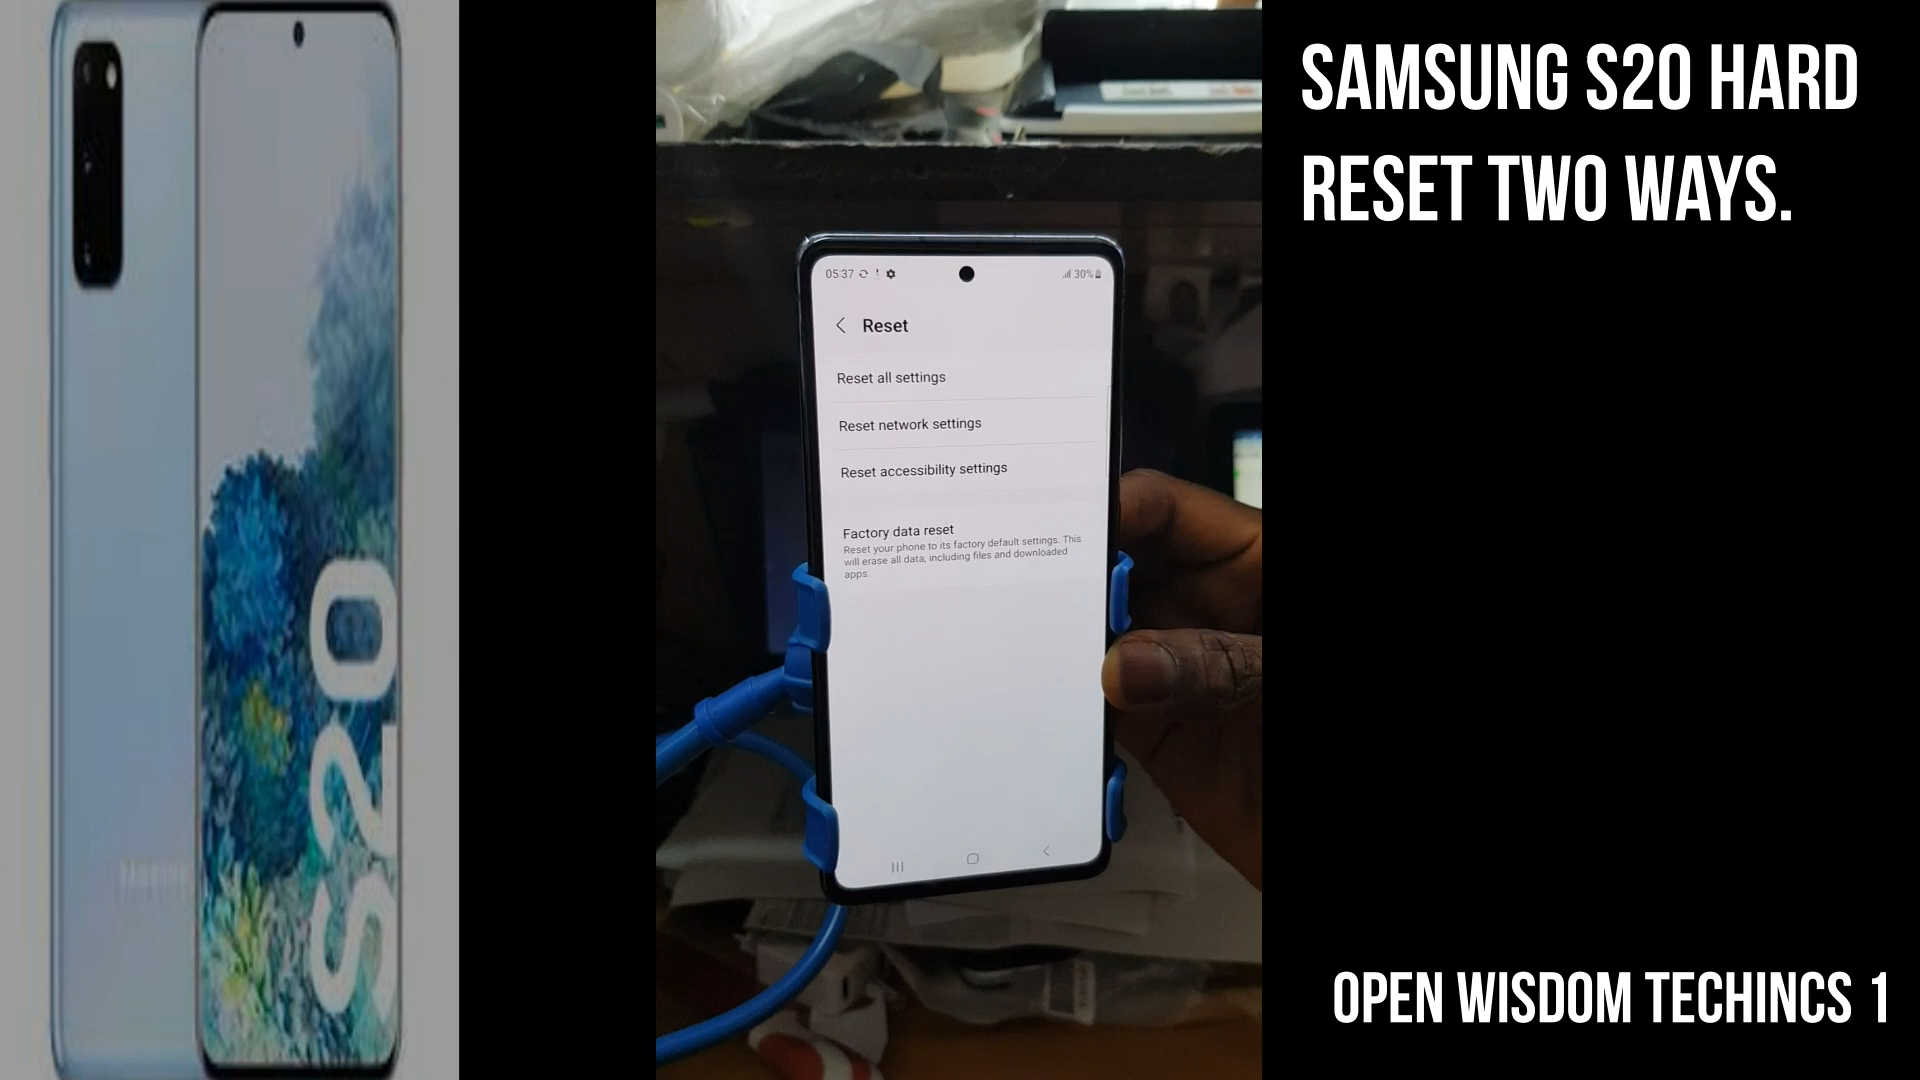 S20
05:37
30%
Reset
Reset all settings
Reset network settings
Reset accessibility settings
Factory data reset
Reset your phone to its factory default settings. This
will erase all data, including files and downloaded
apps.
SAMSUNG S20 HARD
RESET TWO WAYS.
OPEN WISDOM TECHINCS 1